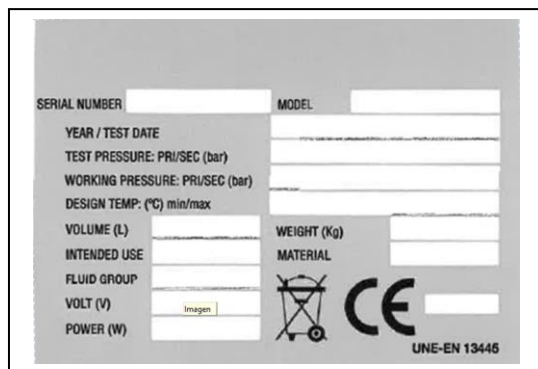 SERIAL NUMBER MODEL
YEAR / TEST DATE
TEST PRESSURE: PRI/SEC (bar)
WORKING PRESSURE: PRI/SEC (bar)
DESIGN TEMP: (ºC) min/max
VOLUME (L) WEIGHT (Kg)
INTENDED USE MATERIAL
FLUID GROUP
VOLT (V) Imagen
POWER (W)
CE
UNE-EN 13445